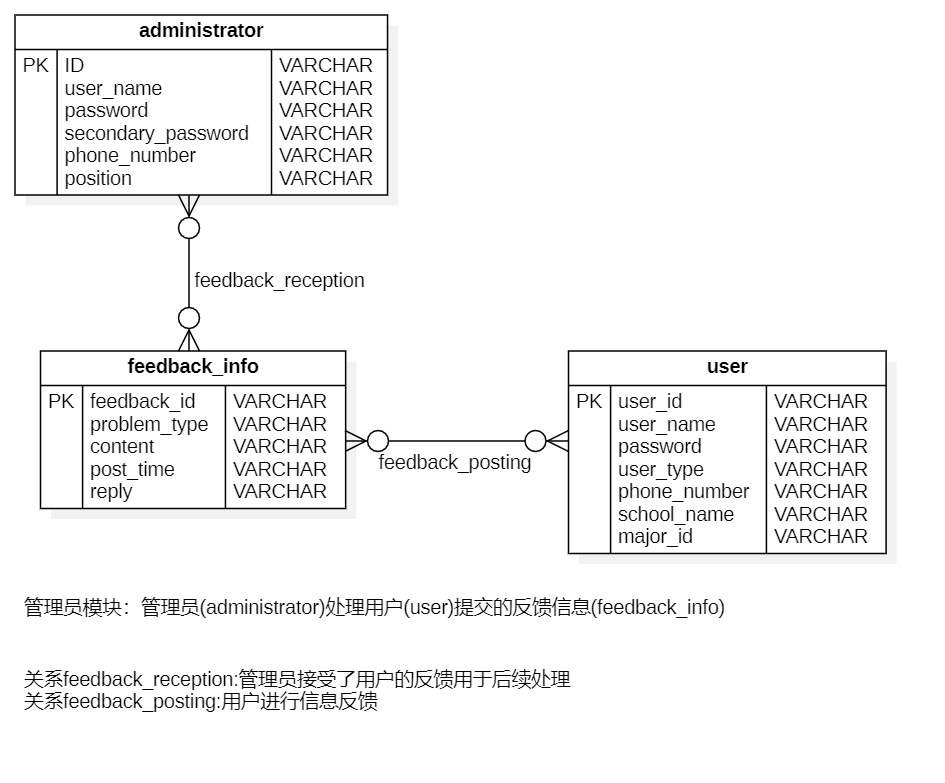 administrator
PK ID VARCHAR
user_name VARCHAR
password VARCHAR
secondary_password VARCHAR
phone_number VARCHAR
position VARCHAR
feedback_reception
feedback_info
PK feedback_id VARCHAR
problem_type VARCHAR
content VARCHAR
post_time VARCHAR
reply VARCHAR
feedback_posting
user
PK user_id VARCHAR
user_name VARCHAR
password VARCHAR
user_type VARCHAR
phone_number VARCHAR
school_name VARCHAR
major_id VARCHAR
管理员模块：管理员(administrator)处理用户(user)提交的反馈信息(feedback_info)
关系feedback_reception:管理员接受了用户的反馈用于后续处理
关系feedback_posting:用户进行信息反馈